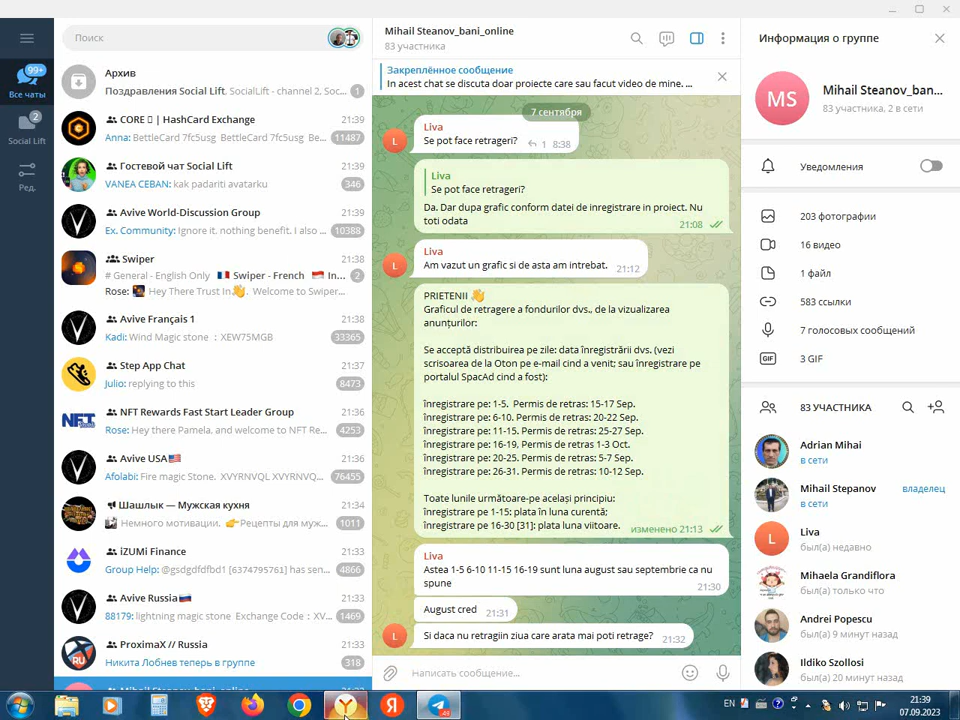 Поиск
Архив
Поздравления Social Lift, SocialLift - channel 2, Soc... 1
CORE | HashCard Exchange 21:39
Anna: BettleCard 7fc5usg BettleCard 7fc5usg Be... 11487
Гостевой чат Social Lift 21:39
VANEA CEBAN: kak padariti avatarku 346
Avive World-Discussion Group 21:39
Ex. Community: Ignore it. nothing benefit. I also ... 10388
Swiper 21:38
# General - English Only Swiper - French In... 2
Rose: Hey There Trust In👋. Welcome to Swiper...
Avive Français 1 21:38
Kadi: Wind Magic stone : XEW75MGB 33365
Step App Chat 21:37
Julio: replying to this 8473
NFT Rewards Fast Start Leader Group 21:36
Rose: Hey there Pamela, and welcome to NFT Re... 4253
Avive USA 21:36
Afolabi: Fire magic Stone. XVYRNVQL XVYRNVQ... 76455
Шашлык — Мужская кухня 21:34
Немного мотивации, 👉Рецепты для муж... 1011
iZUMi Finance 21:33
Group Help: @gsdgdfdfbd1 [6374795761] has sen... 4866
Avive Russia 21:33
88179: lightning magic stone Exchange Code : XV... 1469
ProximaX // Russia 21:33
Никита Лобнев теперь в группе 318
99+
Все чаты
2
Social Lift
Ред.
Mihail Steanov_bani_online
83 участника
Закреплённое сообщение
In acest chat se discuta doar proiecte care sau facut video de mine. ...
7 сентября
Liva
Se pot face retrageri? 1 8:38
Liva
Se pot face retrageri?
Da. Dar dupa grafic conform datei de inregistrare in proiect. Nu
toti odata 21:08
Liva
Am vazut un grafic si de asta am intrebat. 21:12
PRIETENII 👋
Graficul de retragere a fondurilor dvs., de la vizualizarea
anunțurilor:
Se acceptă distribuirea pe zile: data înregistrării dvs. (vezi
scrisoarea de la Oton pe e-mail cind a venit; sau înregistrare pe
portalul SpacAd cind a fost):
înregistrare pe: 1-5. Permis de retras: 15-17 Sep.
înregistrare pe: 6-10. Permis de retras: 20-22 Sep.
înregistrare pe: 11-15. Permis de retras: 25-27 Sep.
înregistrare pe: 16-19, Permis de retras 1-3 Oct.
înregistrare pe: 20-25. Permis de retras: 5-7 Sep.
înregistrare pe: 26-31. Permis de retras: 10-12 Sep.
Toate lunile următoare-pe același principiu:
înregistrare pe 1-15: plata în luna curentă;
înregistrare pe 16-30 [31]: plata luna viitoare. изменено 21:13
Liva
Astea 1-5 6-10 11-15 16-19 sunt luna august sau septembrie ca nu
spune 21:30
August cred 21:31
L
Si daca nu retragiin ziua care arata mai poti retrage? 21:32
Написать сообщение...
Информация о группе
MS
Mihail Steanov_ban...
83 участника, 2 в сети
Уведомления
203 фотографии
16 видео
1 файл
583 ссылки
7 голосовых сообщений
GIF 3 GIF
83 УЧАСТНИКА
Adrian Mihai
в сети
Mihail Stepanov владелец
в сети
L
Liva
был(а) недавно
Mihaela Grandiflora
был(а) только что
Andrei Popescu
был(а) 9 минут назад
Ildiko Szollosi
был(а) 20 минут назад
EN
21:39
07.09.2023